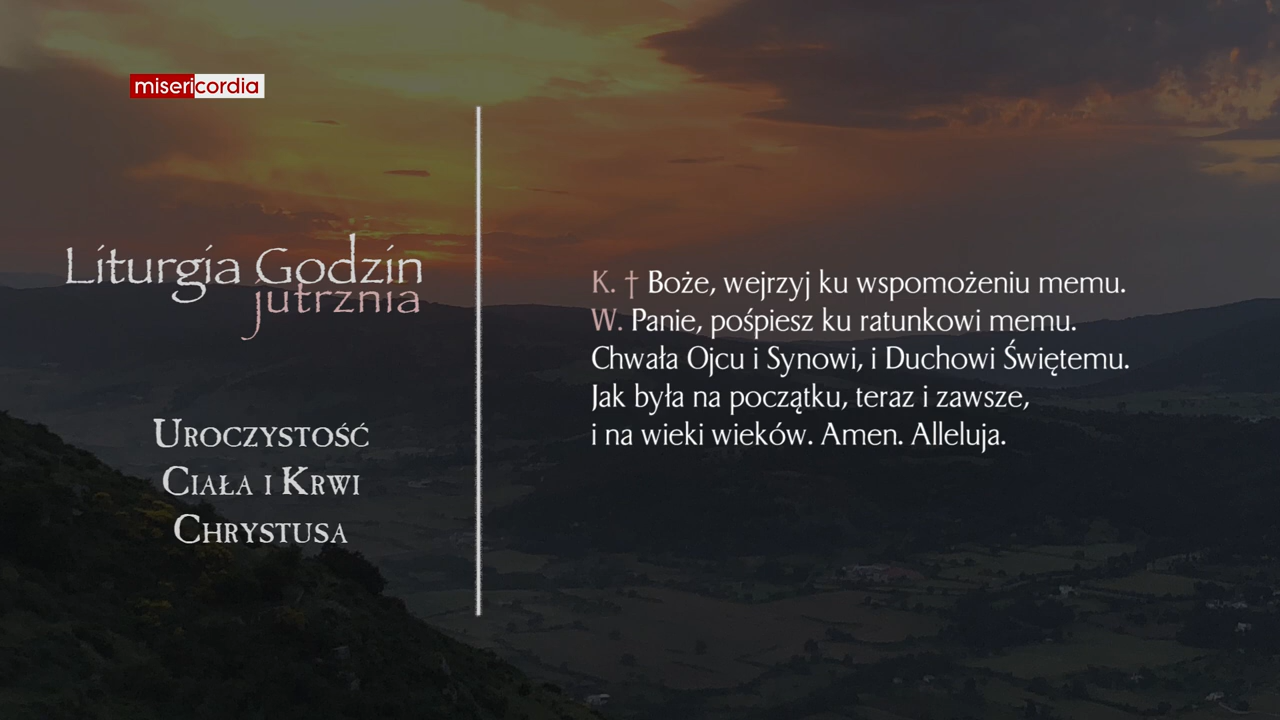 misericordia
Liturgia Godzin
jutrznia
Uroczystość
Ciała i Krwi
Chrystusa
K. † Boże, wejrzyj ku wspomożeniu memu.
W. Panie, pośpiesz ku ratunkowi memu.
Chwała Ojcu i Synowi, i Duchowi Świętemu.
Jak była na początku, teraz i zawsze,
i na wieki wieków. Amen. Alleluja.